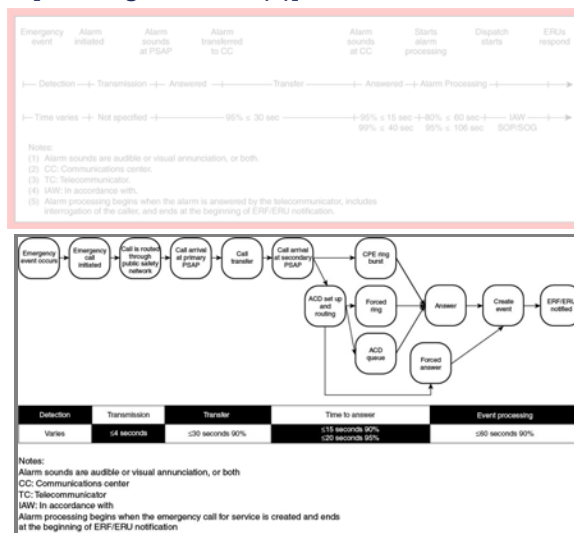 Emergency event
Alarm initiated
Alarm sounds at PSAP
Alarm transferred to CC
Alarm sounds at CC
Starts alarm processing
Dispatch starts
ERUs respond
Detection
Transmission
Answered
Transfer
Answered
Alarm Processing
Time varies
Not specified
95% ≤ 30 sec
95% ≤ 15 sec
99% ≤ 40 sec
80% ≤ 60 sec
95% ≤ 106 sec
IAW
SOP/SOG
Notes:
(1) Alarm sounds are audible or visual annunciation, or both.
(2) CC: Communications center.
(3) TC: Telecommunicator.
(4) IAW: In accordance with.
(5) Alarm processing begins when the alarm is answered by the telecommunicator, includes
interrogation of the caller, and ends at the beginning of ERF/ERU notification.
Emergency event occurs
Emergency call initiated
Call is routed through public safety network
Call arrival at primary PSAP
Call transfer
Call arrival at secondary PSAP
CPE ring burst
ACD set up and routing
Forced ring
ACD queue
Answer
Forced answer
Create event
ERF/ERU notified
Detection Transmission Transfer Time to answer Event processing
Varies ≤4 seconds ≤30 seconds 90% ≤15 seconds 90% ≤60 seconds 90%
≤20 seconds 95%
Notes:
Alarm sounds are audible or visual annunciation, or both
CC: Communications center
TC: Telecommunicator
IAW: In accordance with
Alarm processing begins when the emergency call for service is created and ends
at the beginning of ERF/ERU notification